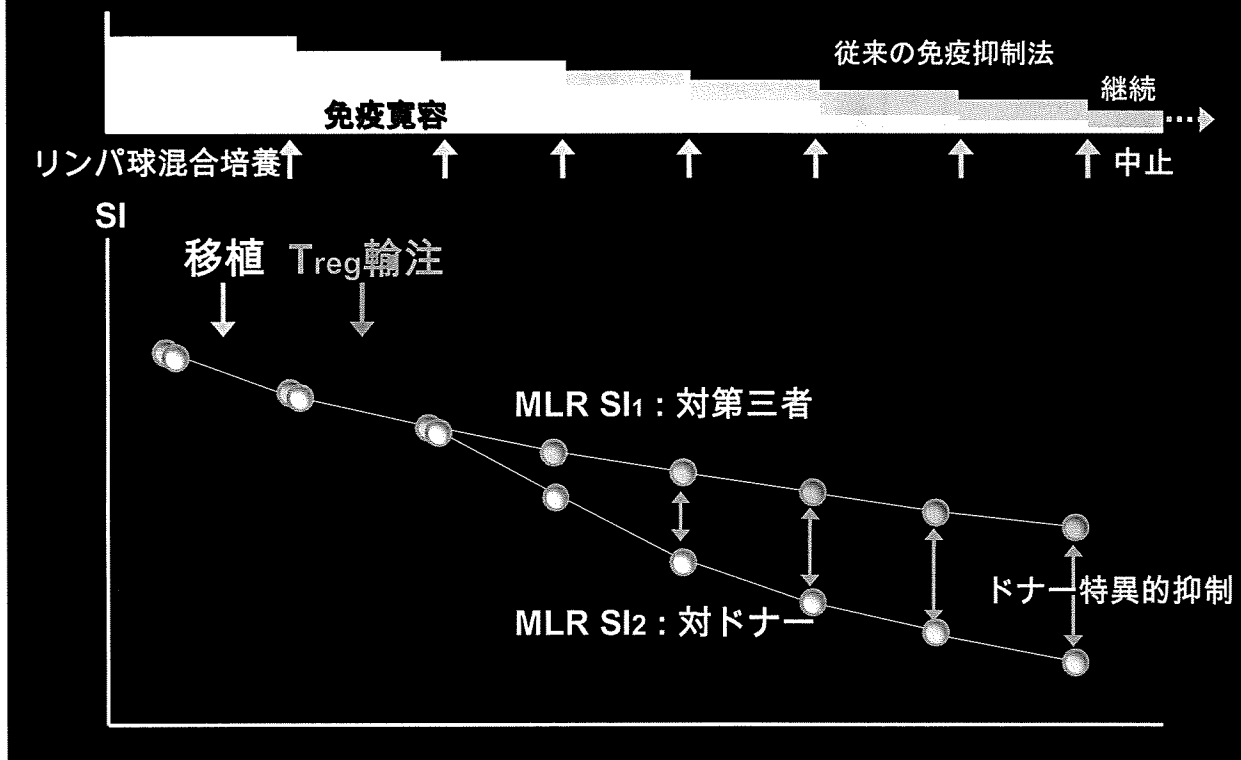 従来の免疫抑制法
継続
免疫寛容
リンパ球混合培養
中止
SI
移植 Treg輸注
MLR SI1：対第三者
ドナー特異的抑制
MLR SI2：対ドナー